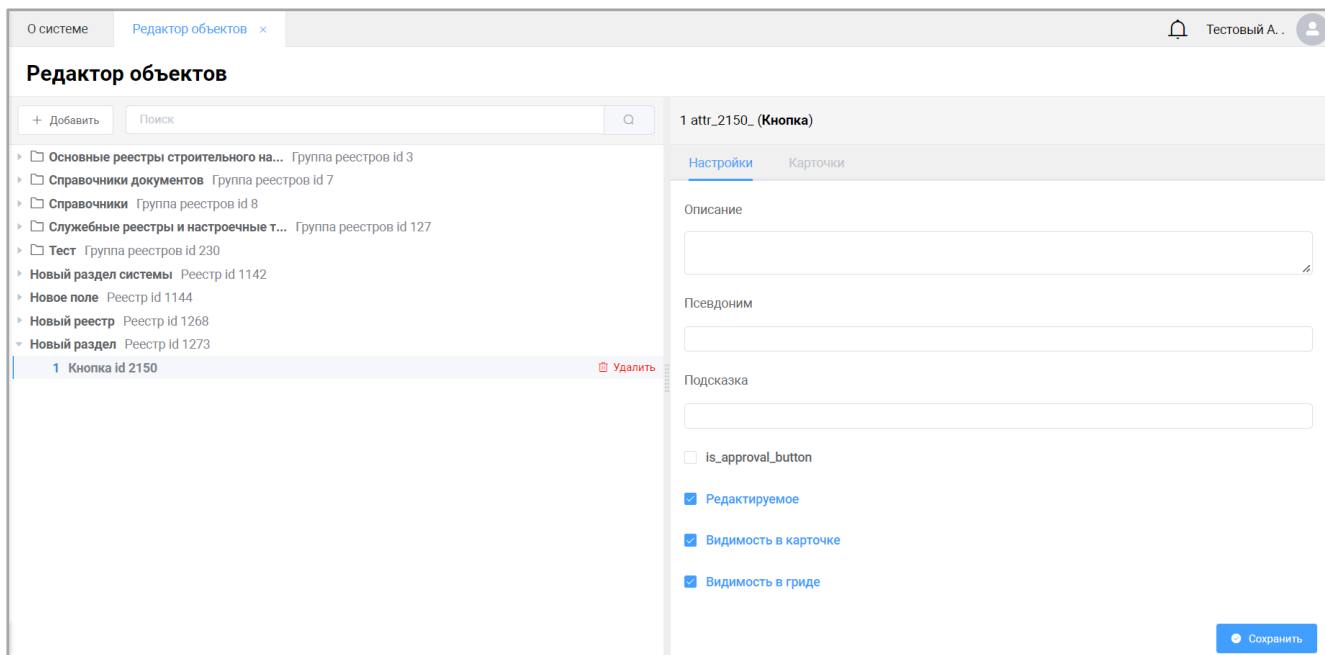 О системе
Редактор объектов ×
Тестовый А. .
Редактор объектов
+ Добавить
Поиск
1 attr_2150_ (Кнопка)
Основные реестры строительного на... Группа реестров id 3
Справочники документов Группа реестров id 7
Справочники Группа реестров id 8
Служебные реестры и настроечные т... Группа реестров id 127
Тест Группа реестров id 230
Новый раздел системы Реестр id 1142
Новое поле Реестр id 1144
Новый реестр Реестр id 1268
Новый раздел Реестр id 1273
1 Кнопка id 2150
Удалить
Настройки
Карточки
Описание
Псевдоним
Подсказка
is_approval_button
Редактируемое
Видимость в карточке
Видимость в гриде
Сохранить